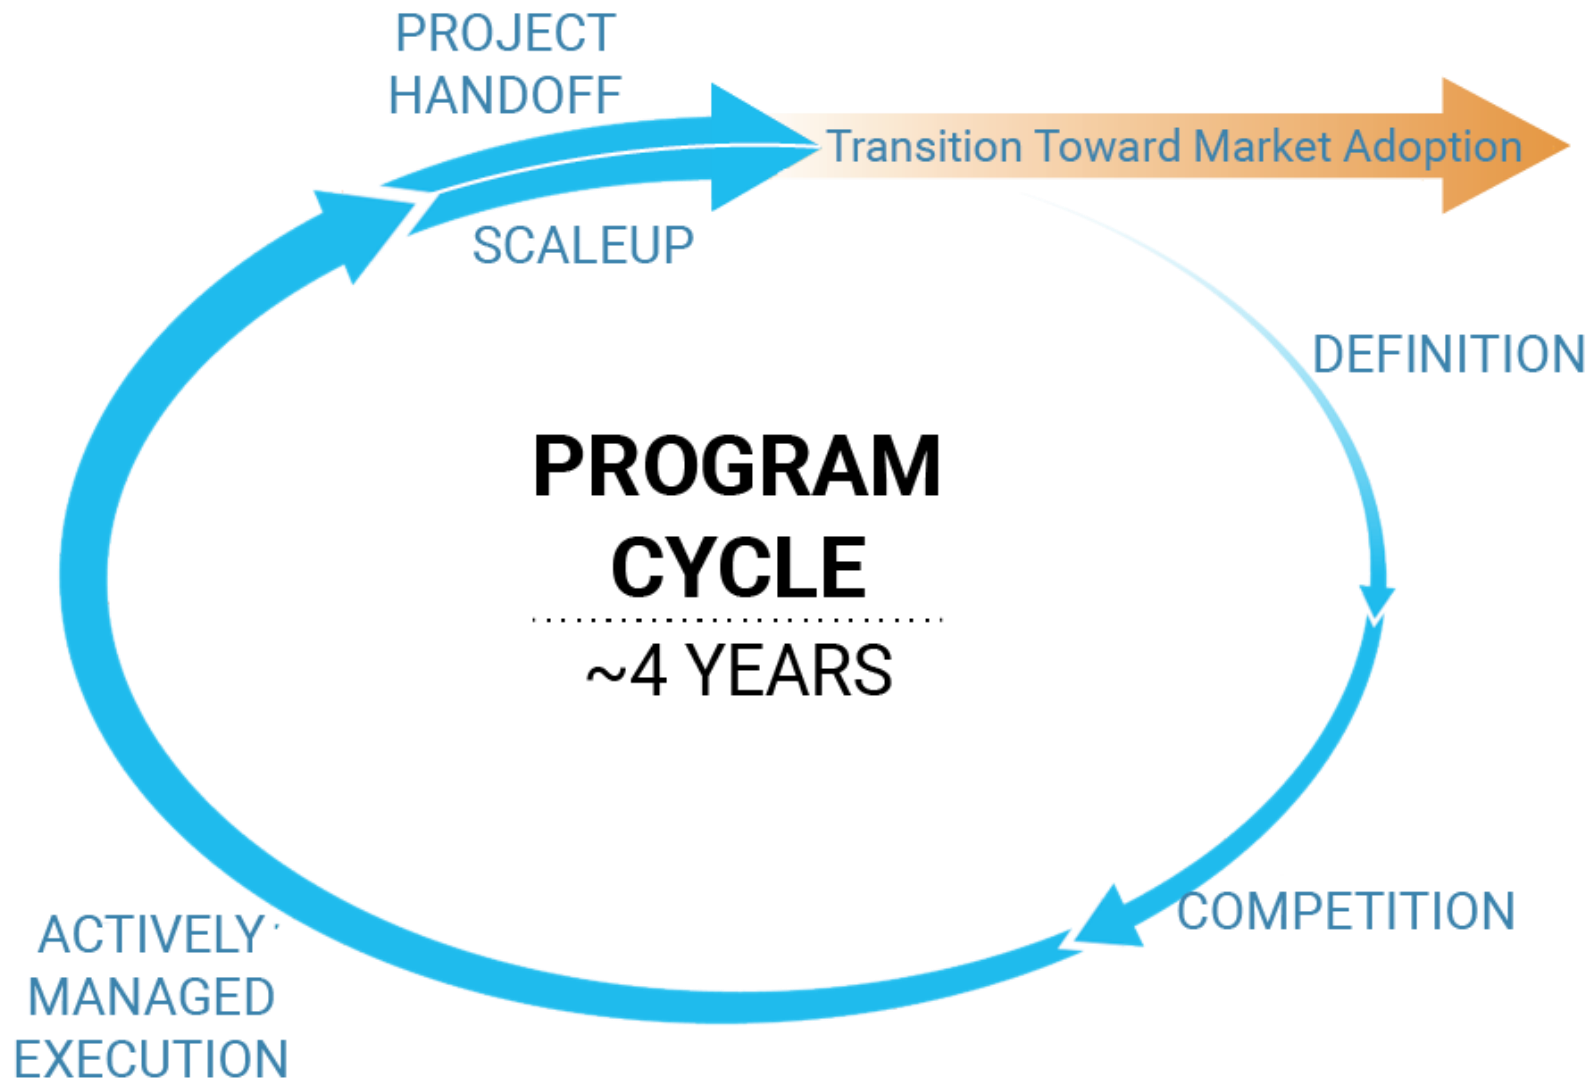 PROJECT
HANDOFF
Transition Toward Market Adoption
SCALEUP
DEFINITION
PROGRAM
CYCLE
~4 YEARS
COMPETITION
ACTIVELY
MANAGED
EXECUTION